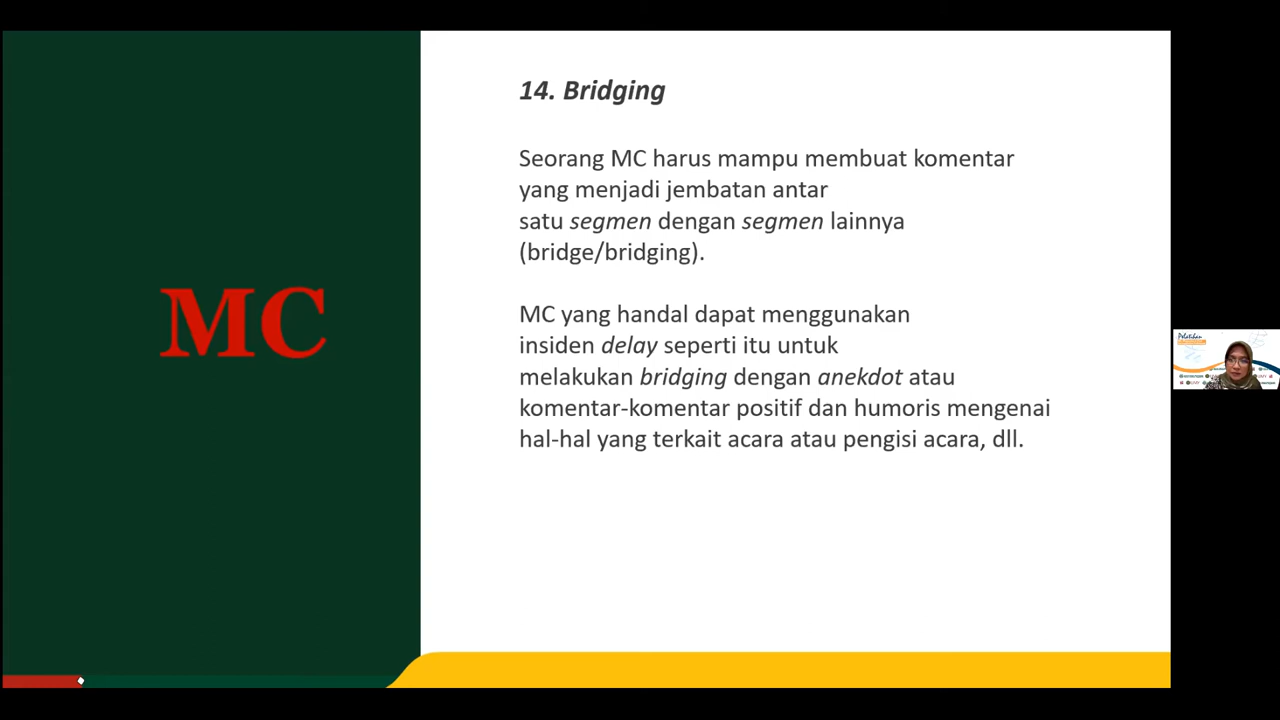 14. Bridging
Seorang MC harus mampu membuat komentar
yang menjadi jembatan antar
satu segmen dengan segmen lainnya
(bridge/bridging).
MC yang handal dapat menggunakan
insiden delay seperti itu untuk
melakukan bridging dengan anekdot atau
komentar-komentar positif dan humoris mengenai
hal-hal yang terkait acara atau pengisi acara, dll.
MC
Pelatihan